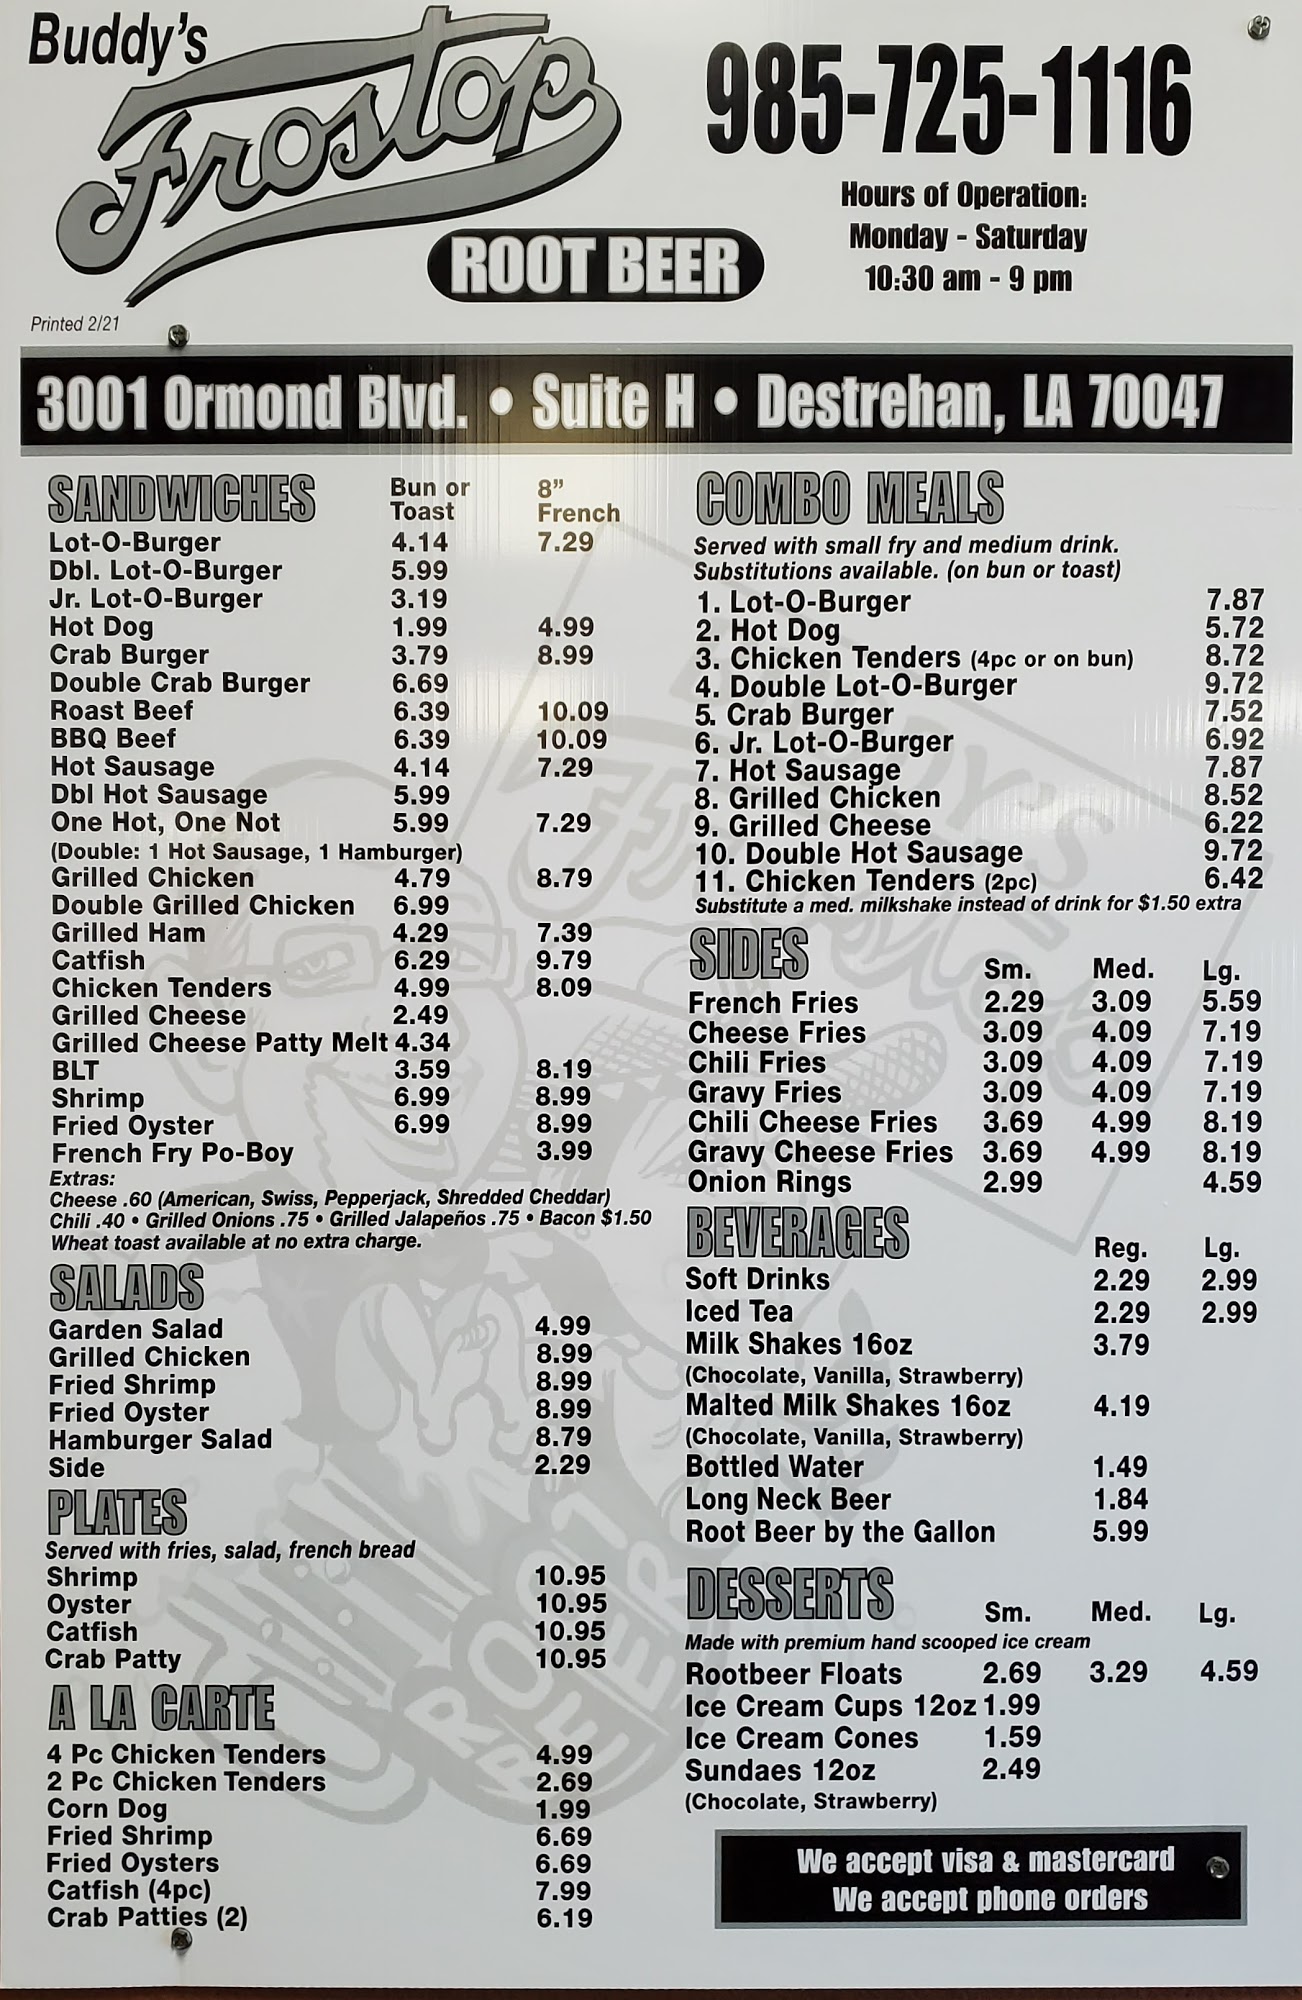 Buddy's
Frostop
ROOT BEER
985-725-1116
Hours of Operation:
Monday - Saturday
10:30 am - 9 pm
Printed 2/21
3001 Ormond Blvd. • Suite H • Destrehan, LA 70047
SANDWICHES Bun or Toast 8" French
Lot-O-Burger 4.14 7.29
Dbl. Lot-O-Burger 5.99
Jr. Lot-O-Burger 3.19
Hot Dog 1.99 4.99
Crab Burger 3.79 8.99
Double Crab Burger 6.69
Roast Beef 6.39 10.09
BBQ Beef 6.39 10.09
Hot Sausage 4.14 7.29
Dbl Hot Sausage 5.99
One Hot, One Not 5.99 7.29
(Double: 1 Hot Sausage, 1 Hamburger)
Grilled Chicken 4.79 8.79
Double Grilled Chicken 6.99
Grilled Ham 4.29 7.39
Catfish 6.29 9.79
Chicken Tenders 4.99 8.09
Grilled Cheese 2.49
Grilled Cheese Patty Melt 4.34
BLT 3.59 8.19
Shrimp 6.99 8.99
Fried Oyster 6.99 8.99
French Fry Po-Boy 3.99
Extras:
Cheese .60 (American, Swiss, Pepperjack, Shredded Cheddar)
Chili .40 • Grilled Onions .75 • Grilled Jalapeños .75 • Bacon $1.50
Wheat toast available at no extra charge.
SALADS
Garden Salad 4.99
Grilled Chicken 8.99
Fried Shrimp 8.99
Fried Oyster 8.99
Hamburger Salad 8.79
Side 2.29
PLATES
Served with fries, salad, french bread
Shrimp 10.95
Oyster 10.95
Catfish 10.95
Crab Patty 10.95
A LA CARTE
4 Pc Chicken Tenders 4.99
2 Pc Chicken Tenders 2.69
Corn Dog 1.99
Fried Shrimp 6.69
Fried Oysters 6.69
Catfish (4pc) 7.99
Crab Patties (2) 6.19
COMBO MEALS
Served with small fry and medium drink.
Substitutions available. (on bun or toast)
1. Lot-O-Burger 7.87
2. Hot Dog 5.72
3. Chicken Tenders (4pc or on bun) 8.72
4. Double Lot-O-Burger 9.72
5. Crab Burger 7.52
6. Jr. Lot-O-Burger 6.92
7. Hot Sausage 7.87
8. Grilled Chicken 8.52
9. Grilled Cheese 6.22
10. Double Hot Sausage 9.72
11. Chicken Tenders (2pc) 6.42
Substitute a med. milkshake instead of drink for $1.50 extra
SIDES Sm. Med. Lg.
French Fries 2.29 3.09 5.59
Cheese Fries 3.09 4.09 7.19
Chili Fries 3.09 4.09 7.19
Gravy Fries 3.09 4.09 7.19
Chili Cheese Fries 3.69 4.99 8.19
Gravy Cheese Fries 3.69 4.99 8.19
Onion Rings 2.99 4.59
BEVERAGES Reg. Lg.
Soft Drinks 2.29 2.99
Iced Tea 2.29 2.99
Milk Shakes 16oz 3.79
(Chocolate, Vanilla, Strawberry)
Malted Milk Shakes 16oz 4.19
(Chocolate, Vanilla, Strawberry)
Bottled Water 1.49
Long Neck Beer 1.84
Root Beer by the Gallon 5.99
DESSERTS Sm. Med. Lg.
Made with premium hand scooped ice cream
Rootbeer Floats 2.69 3.29 4.59
Ice Cream Cups 12oz 1.99
Ice Cream Cones 1.59
Sundaes 12oz 2.49
(Chocolate, Strawberry)
We accept visa & mastercard
We accept phone orders
BUDDY'S
Frostop
ROOT
BEER